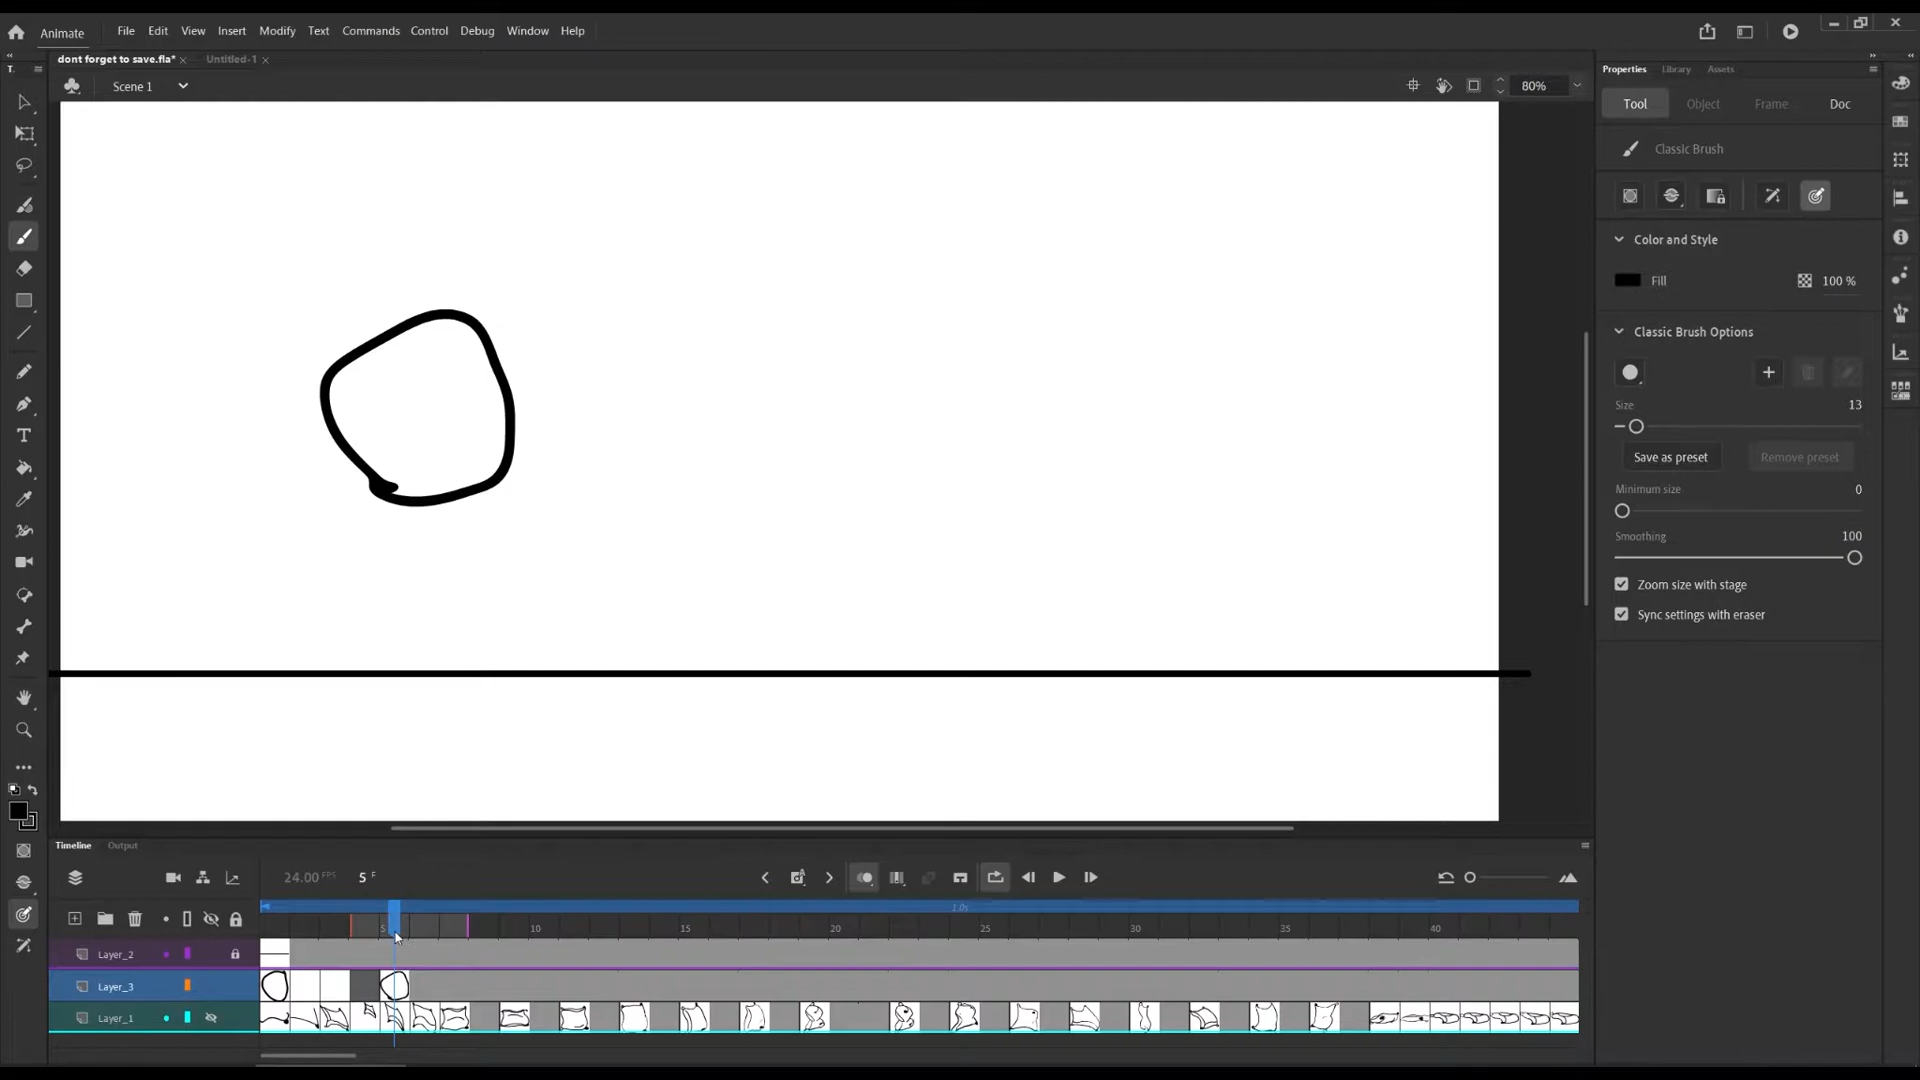 Animate File Edit View Insert Modify Text Commands Control Debug Window Help
dont forget to save.fla* Untitled-1
Scene 1 80%
T.
Properties Library Assets
Tool Object Frame Doc
Classic Brush
Color and Style
Fill 100 %
Classic Brush Options
Size 13
Save as preset Remove preset
Minimum size 0
Smoothing 100
Zoom size with stage
Sync settings with eraser
Timeline Output
24.00 FPS 5 F
1.0s
5 10 15 20 25 30 35 40
Layer_2
Layer_3
Layer_1